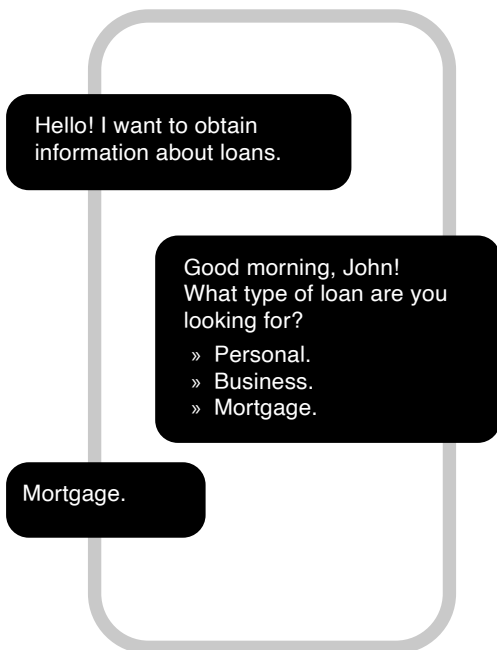 Hello! I want to obtain
information about loans.
Good morning, John!
What type of loan are you
looking for?
» Personal.
» Business.
» Mortgage.
Mortgage.